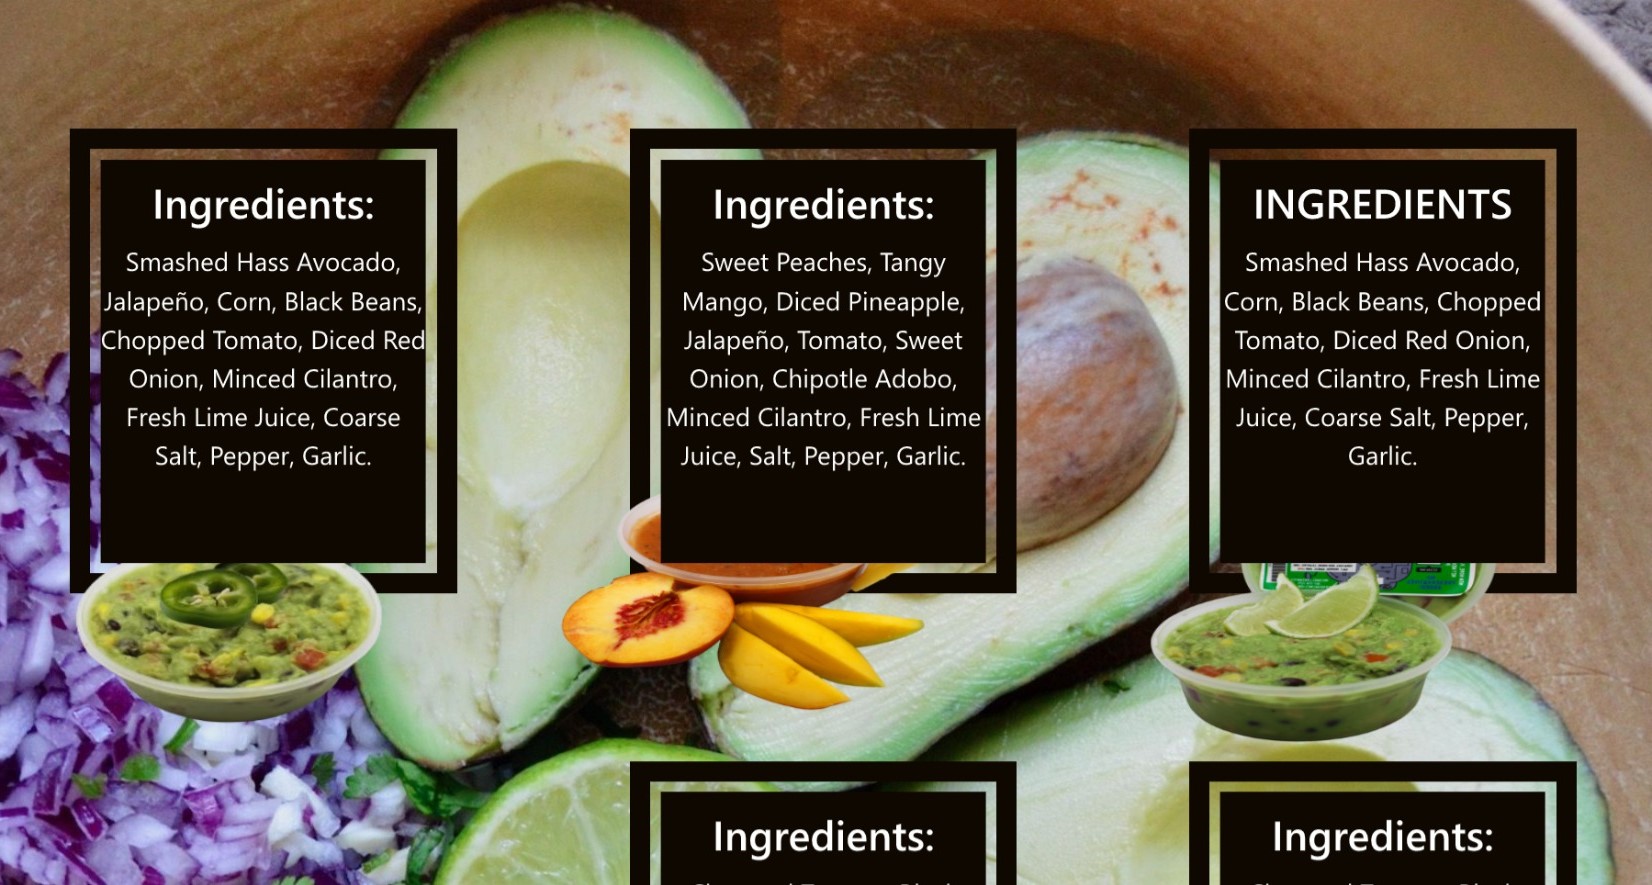 Ingredients:
Smashed Hass Avocado,
Jalapeño, Corn, Black Beans,
Chopped Tomato, Diced Red
Onion, Minced Cilantro,
Fresh Lime Juice, Coarse
Salt, Pepper, Garlic.
Ingredients:
Sweet Peaches, Tangy
Mango, Diced Pineapple,
Jalapeño, Tomato, Sweet
Onion, Chipotle Adobo,
Minced Cilantro, Fresh Lime
Juice, Salt, Pepper, Garlic.
INGREDIENTS
Smashed Hass Avocado,
Corn, Black Beans, Chopped
Tomato, Diced Red Onion,
Minced Cilantro, Fresh Lime
Juice, Coarse Salt, Pepper,
Garlic.
Ingredients:
Ingredients: